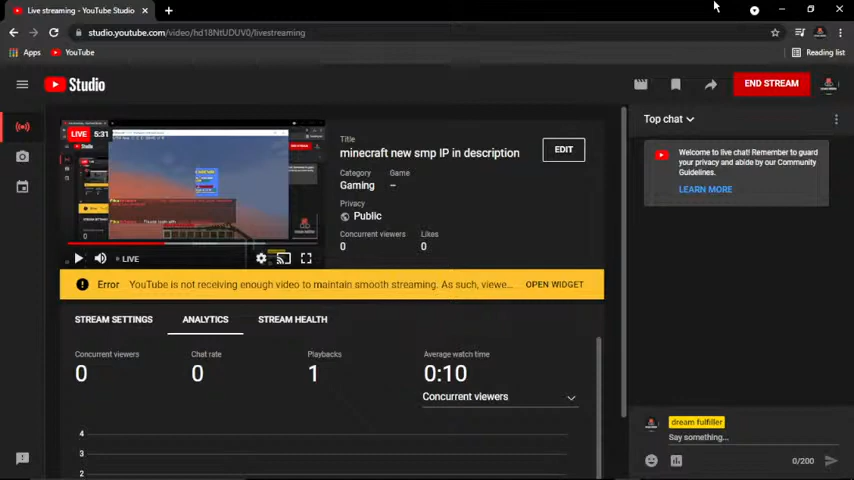 Live streaming - YouTube Studio
studio.youtube.com/video/hd18NtUDUV0/livestreaming
Apps YouTube Reading list
Studio
END STREAM
LIVE 5:31
LIVE
Title
minecraft new smp IP in description
EDIT
Category Game
Gaming –
Privacy
Public
Concurrent viewers Likes
0 0
Error YouTube is not receiving enough video to maintain smooth streaming. As such, viewe... OPEN WIDGET
STREAM SETTINGS ANALYTICS STREAM HEALTH
Concurrent viewers Chat rate Playbacks Average watch time
0 0 1 0:10
Concurrent viewers
4
3
2
Top chat
Welcome to live chat! Remember to guard
your privacy and abide by our Community
Guidelines.
LEARN MORE
dream fulfiller
Say something...
0/200